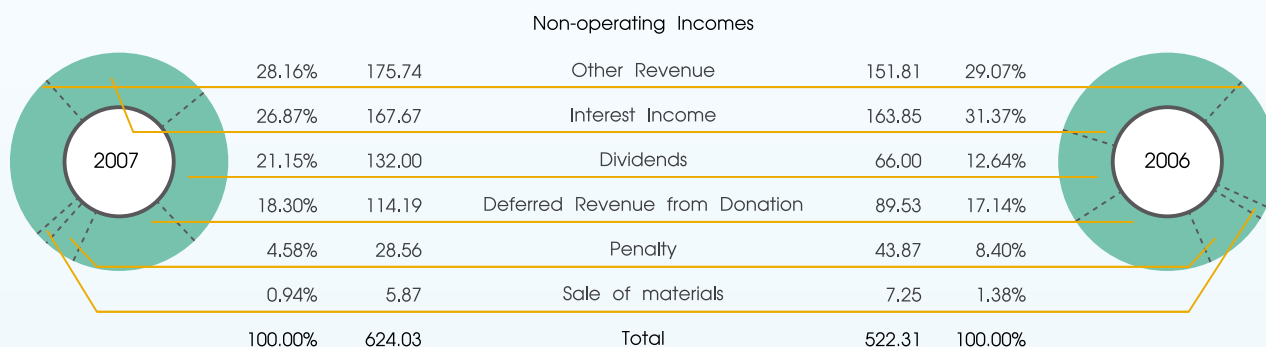 Non-operating Incomes
28.16% 175.74 Other Revenue 151.81 29.07%
26.87% 167.67 Interest Income 163.85 31.37%
2007 21.15% 132.00 Dividends 66.00 12.64% 2006
18.30% 114.19 Deferred Revenue from Donation 89.53 17.14%
4.58% 28.56 Penalty 43.87 8.40%
0.94% 5.87 Sale of materials 7.25 1.38%
100.00% 624.03 Total 522.31 100.00%